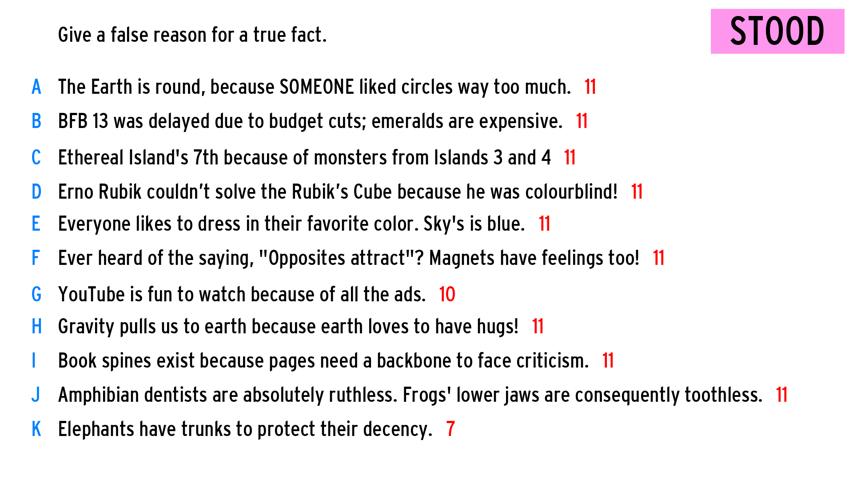 Give a false reason for a true fact.
STOOD
A The Earth is round, because SOMEONE liked circles way too much. 11
B BFB 13 was delayed due to budget cuts; emeralds are expensive. 11
C Ethereal Island's 7th because of monsters from Islands 3 and 4 11
D Erno Rubik couldn’t solve the Rubik’s Cube because he was colourblind! 11
E Everyone likes to dress in their favorite color. Sky's is blue. 11
F Ever heard of the saying, "Opposites attract"? Magnets have feelings too! 11
G YouTube is fun to watch because of all the ads. 10
H Gravity pulls us to earth because earth loves to have hugs! 11
I Book spines exist because pages need a backbone to face criticism. 11
J Amphibian dentists are absolutely ruthless. Frogs' lower jaws are consequently toothless. 11
K Elephants have trunks to protect their decency. 7